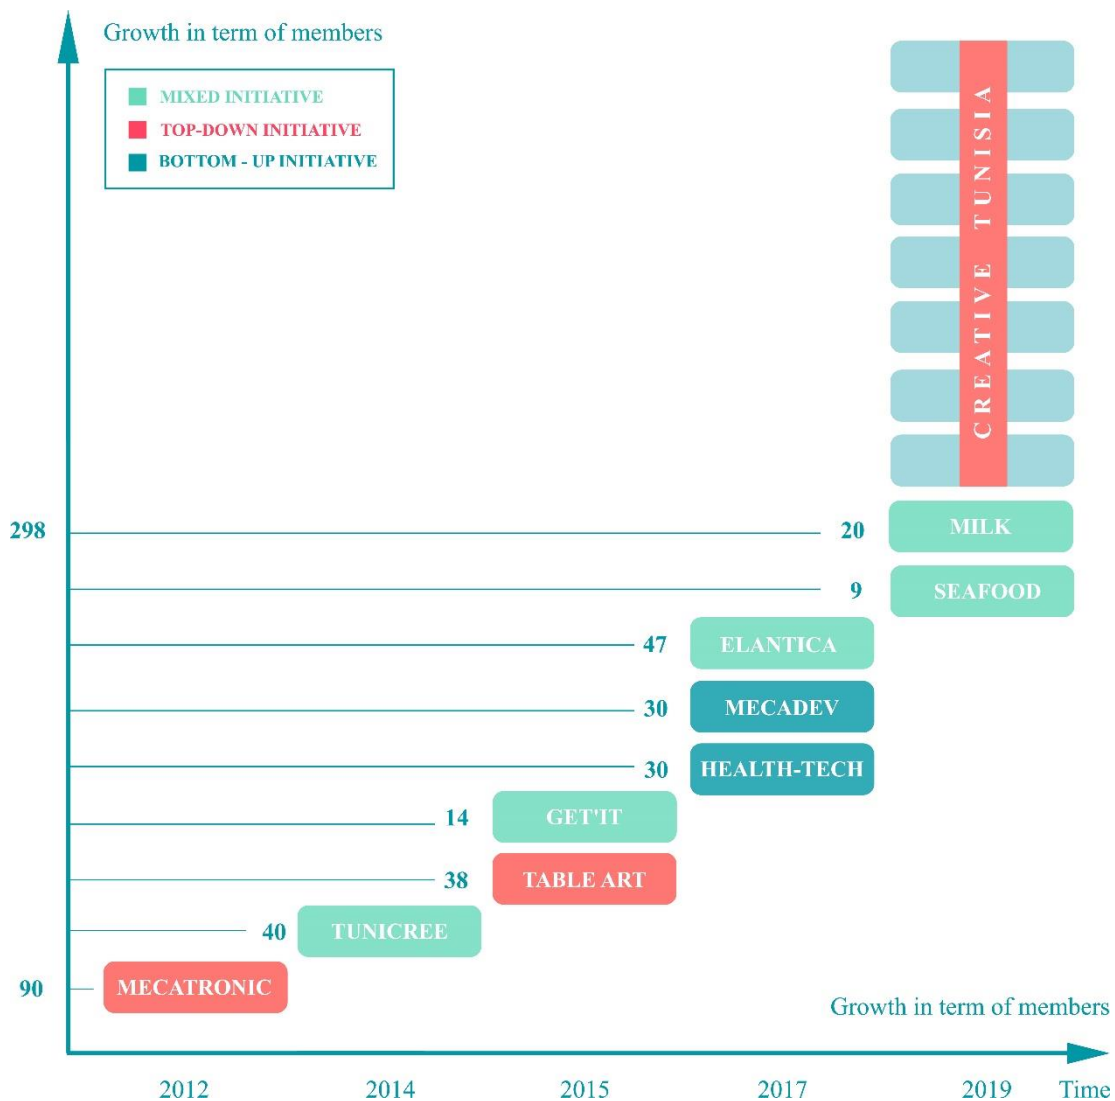 Growth in term of members
MIXED INITIATIVE
TOP-DOWN INITIATIVE
BOTTOM - UP INITIATIVE
CREATIVE TUNISIA
298
20
MILK
9
SEAFOOD
47
ELANTICA
30
MECADEV
30
HEALTH-TECH
14
GET'IT
38
TABLE ART
40
TUNICREE
90
MECATRONIC
Growth in term of members
2012
2014
2015
2017
2019
Time